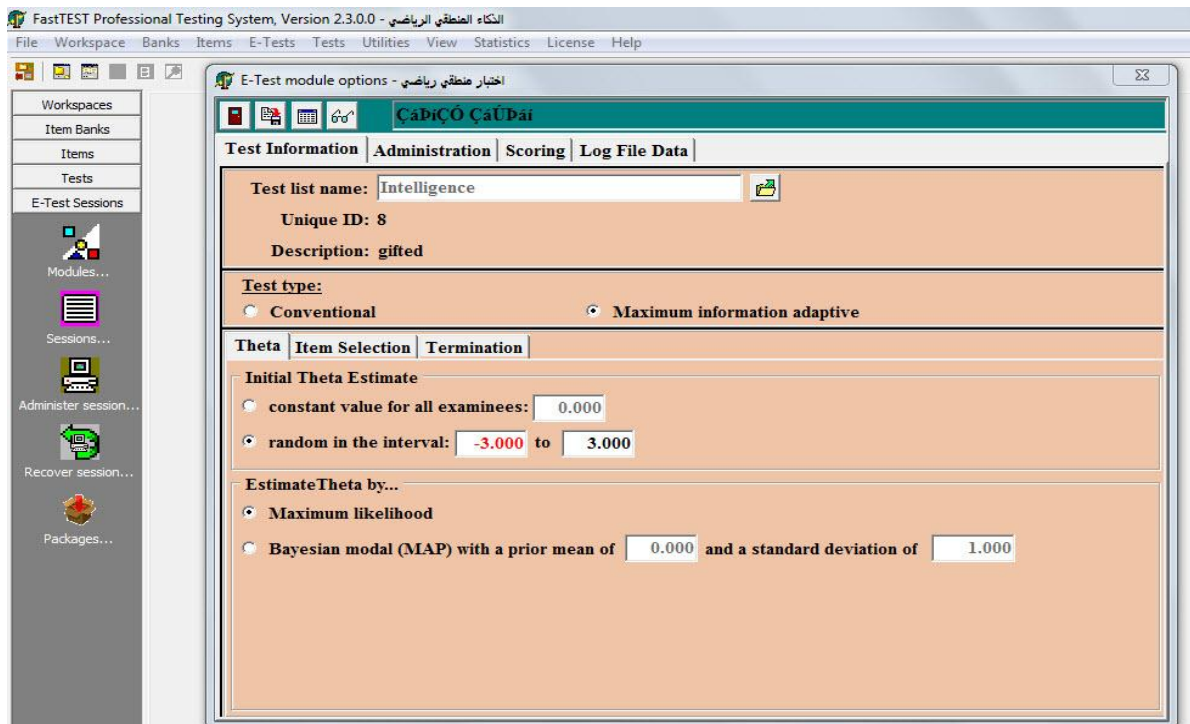 FastTEST Professional Testing System, Version 2.3.0.0 - الذكاء المنطقي الرياضي
File Workspace Banks Items E-Tests Tests Utilities View Statistics License Help
Workspaces
Item Banks
Items
Tests
E-Test Sessions
Modules...
Sessions...
Administer session...
Recover session...
Packages...
E-Test module options - اختبار منطقي رياضي
ÇáÞíÇÓ ÇáÚÞáí
Test Information Administration Scoring Log File Data
Test list name: Intelligence
Unique ID: 8
Description: gifted
Test type:
Conventional Maximum information adaptive
Theta Item Selection Termination
Initial Theta Estimate
constant value for all examinees: 0.000
random in the interval: -3.000 to 3.000
EstimateTheta by...
Maximum likelihood
Bayesian modal (MAP) with a prior mean of 0.000 and a standard deviation of 1.000